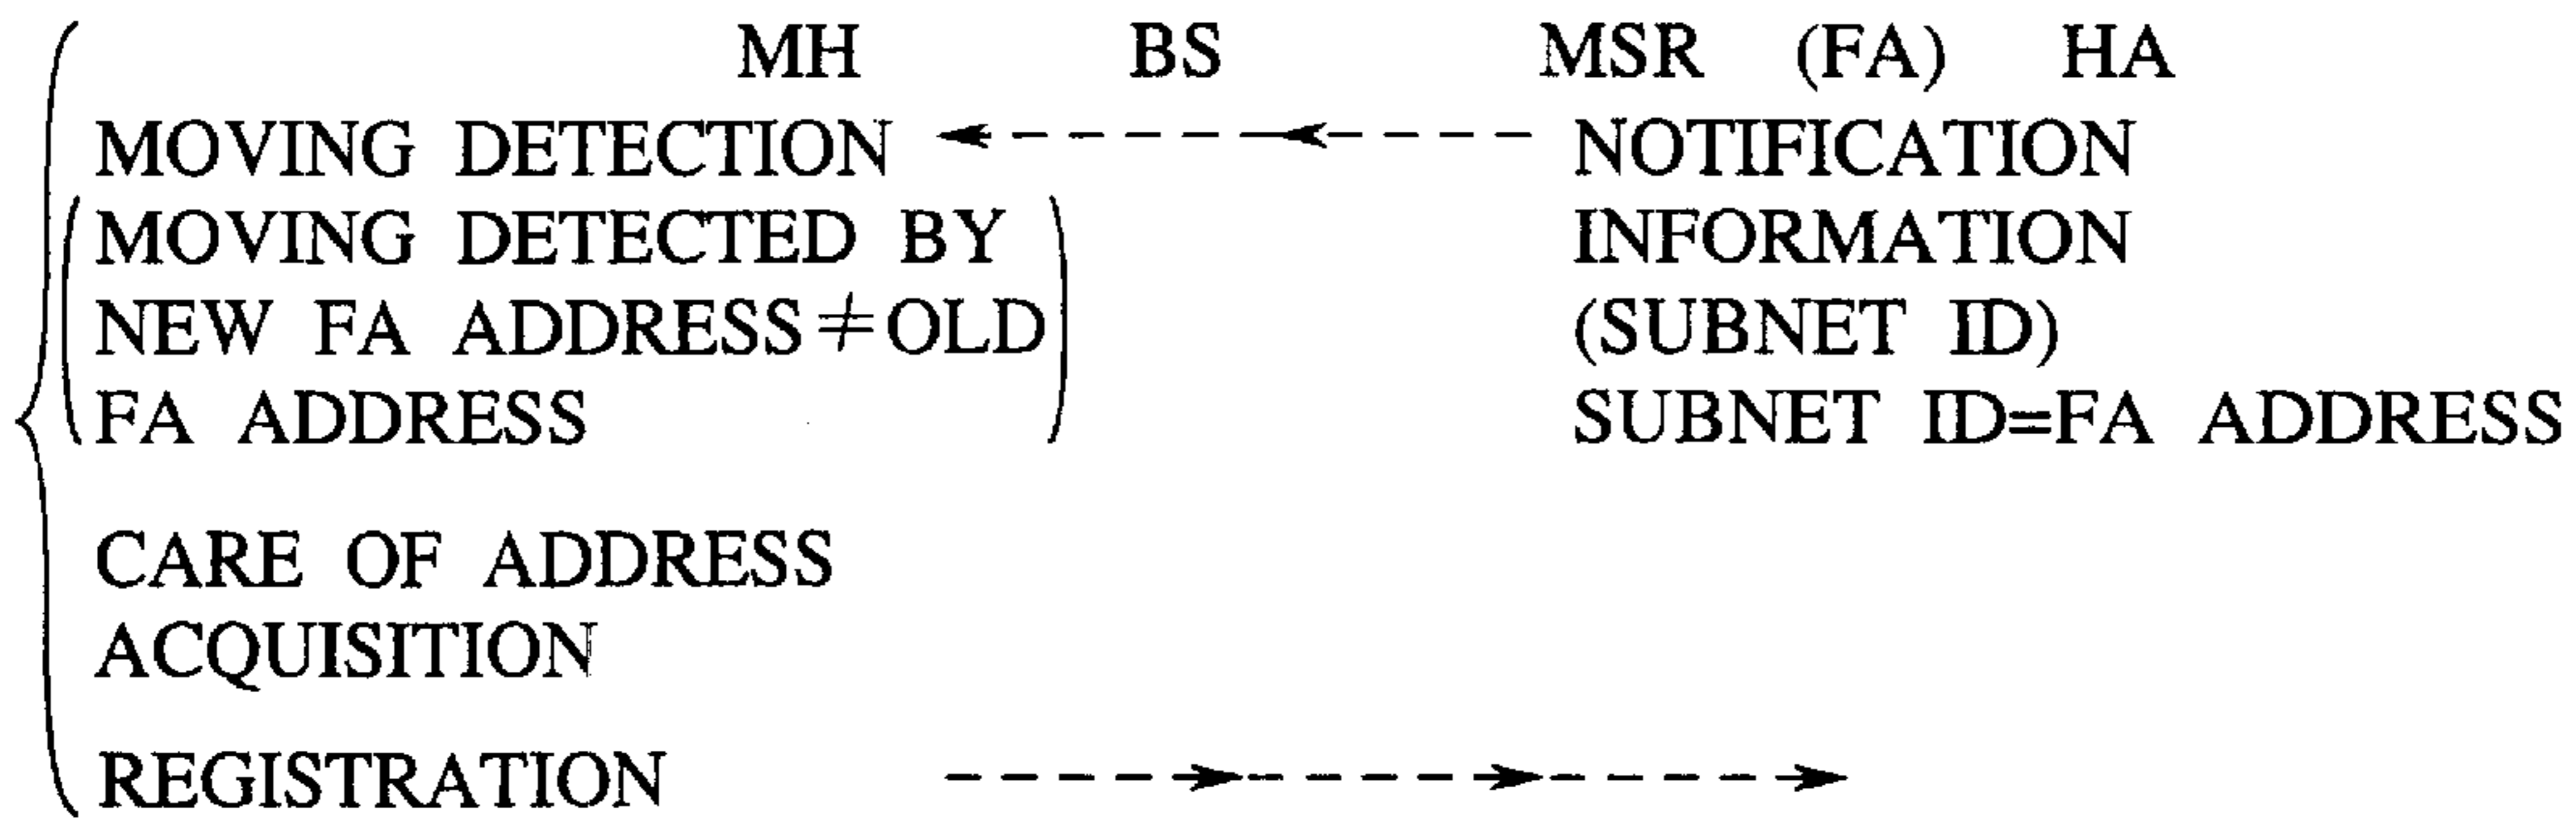 MH BS MSR (FA) HA
MOVING DETECTION NOTIFICATION
MOVING DETECTED BY INFORMATION
NEW FA ADDRESS≠OLD (SUBNET ID)
FA ADDRESS SUBNET ID=FA ADDRESS
CARE OF ADDRESS
ACQUISITION
REGISTRATION